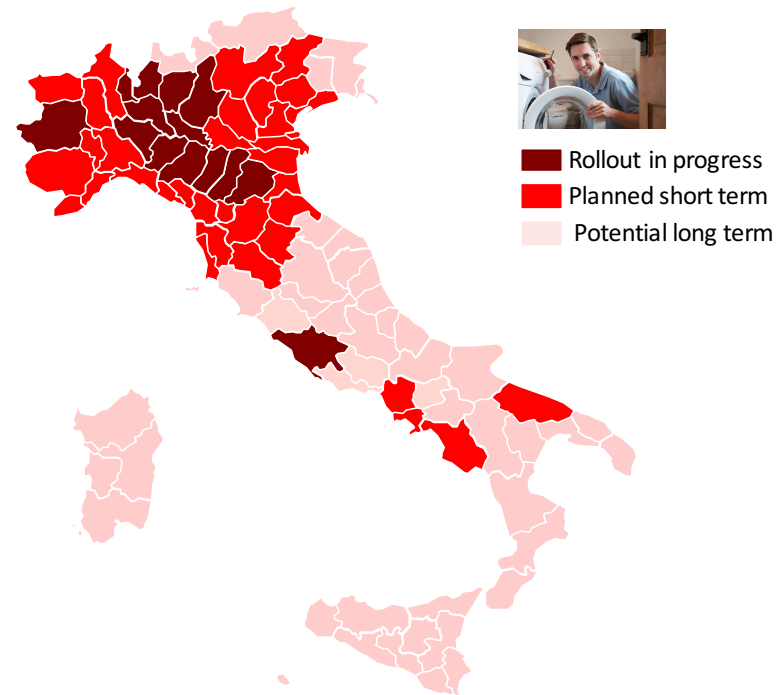 Rollout in progress
Planned short term
Potential long term